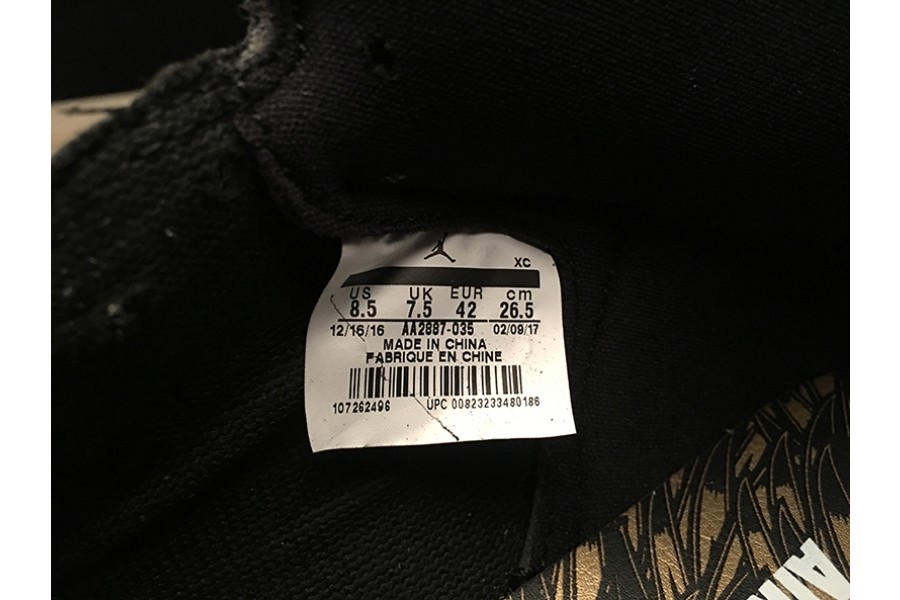 XC
US UK EUR cm
8.5 7.5 42 26.5
12/16/16 AA2887-035 02/09/17
MADE IN CHINA
FABRIQUE EN CHINE
107262496 UPC 00823233480186
AIR